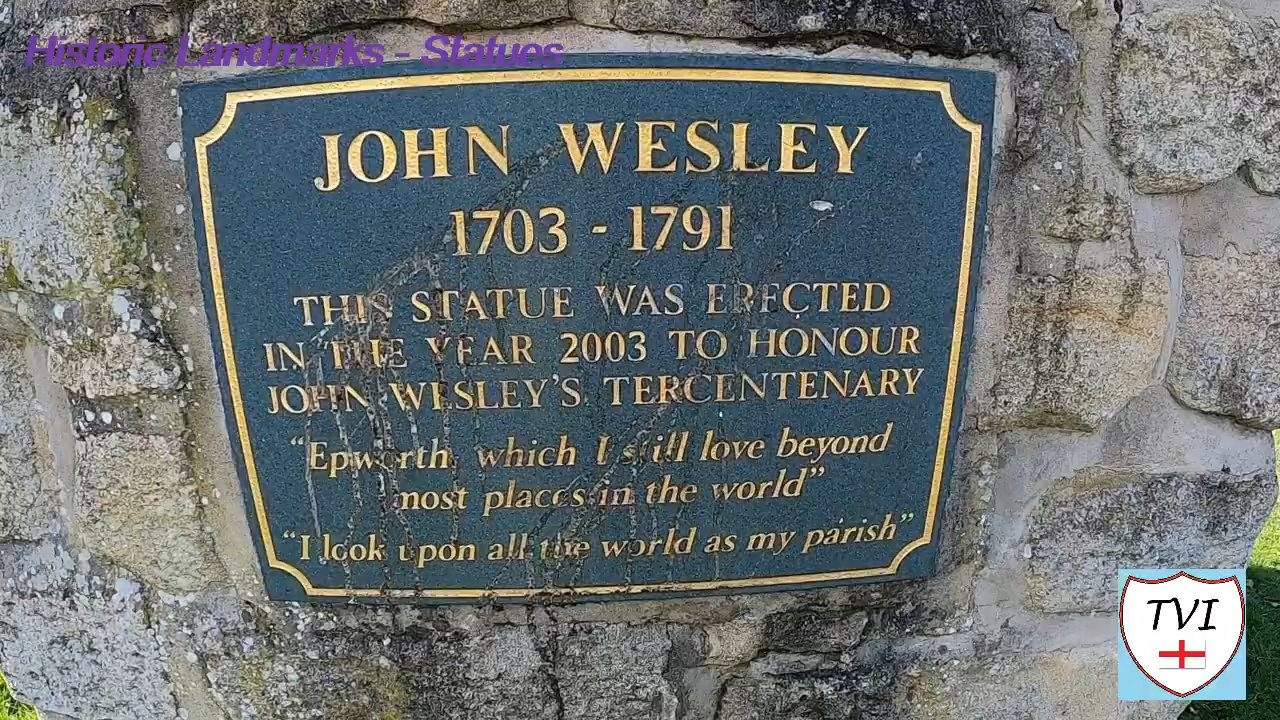 Historic Landmarks - Statues
JOHN WESLEY
1703 - 1791
THIS STATUE WAS ERECTED
IN THE YEAR 2003 TO HONOUR
JOHN WESLEY'S TERCENTENARY
"Epworth, which I still love beyond
most places in the world"
"I look upon all the world as my parish"
TVI